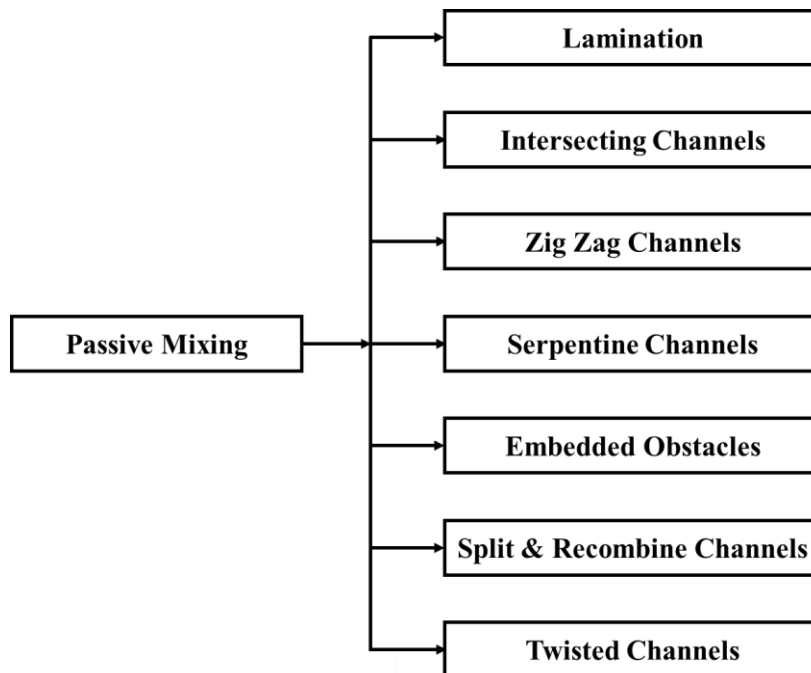 Lamination
Intersecting Channels
Zig Zag Channels
Passive Mixing
Serpentine Channels
Embedded Obstacles
Split & Recombine Channels
Twisted Channels